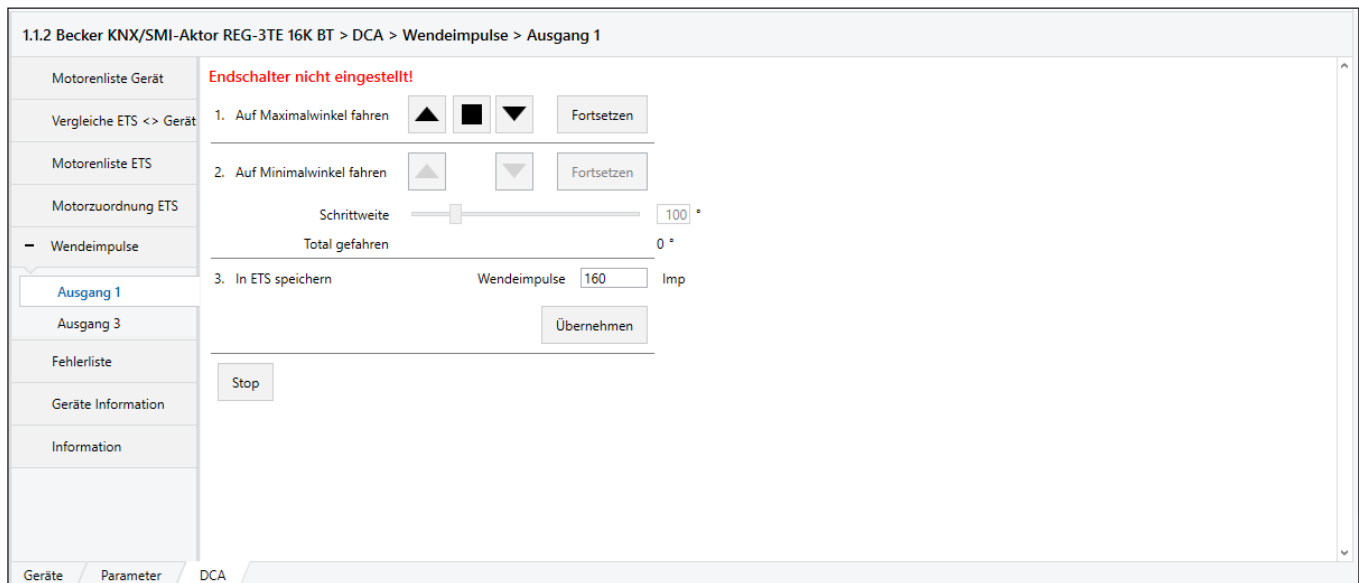 1.1.2 Becker KNX/SMI-Aktor REG-3TE 16K BT > DCA > Wendeimpulse > Ausgang 1
Motorenliste Gerät
Vergleiche ETS <> Gerät
Motorenliste ETS
Motorzuordnung ETS
Wendeimpulse
Ausgang 1
Ausgang 3
Fehlerliste
Geräte Information
Information
Endschalter nicht eingestellt!
1. Auf Maximalwinkel fahren Fortsetzen
2. Auf Minimalwinkel fahren Fortsetzen
Schrittweite 100 °
Total gefahren 0 °
3. In ETS speichern Wendeimpulse 160 Imp
Übernehmen
Stop
Geräte Parameter DCA